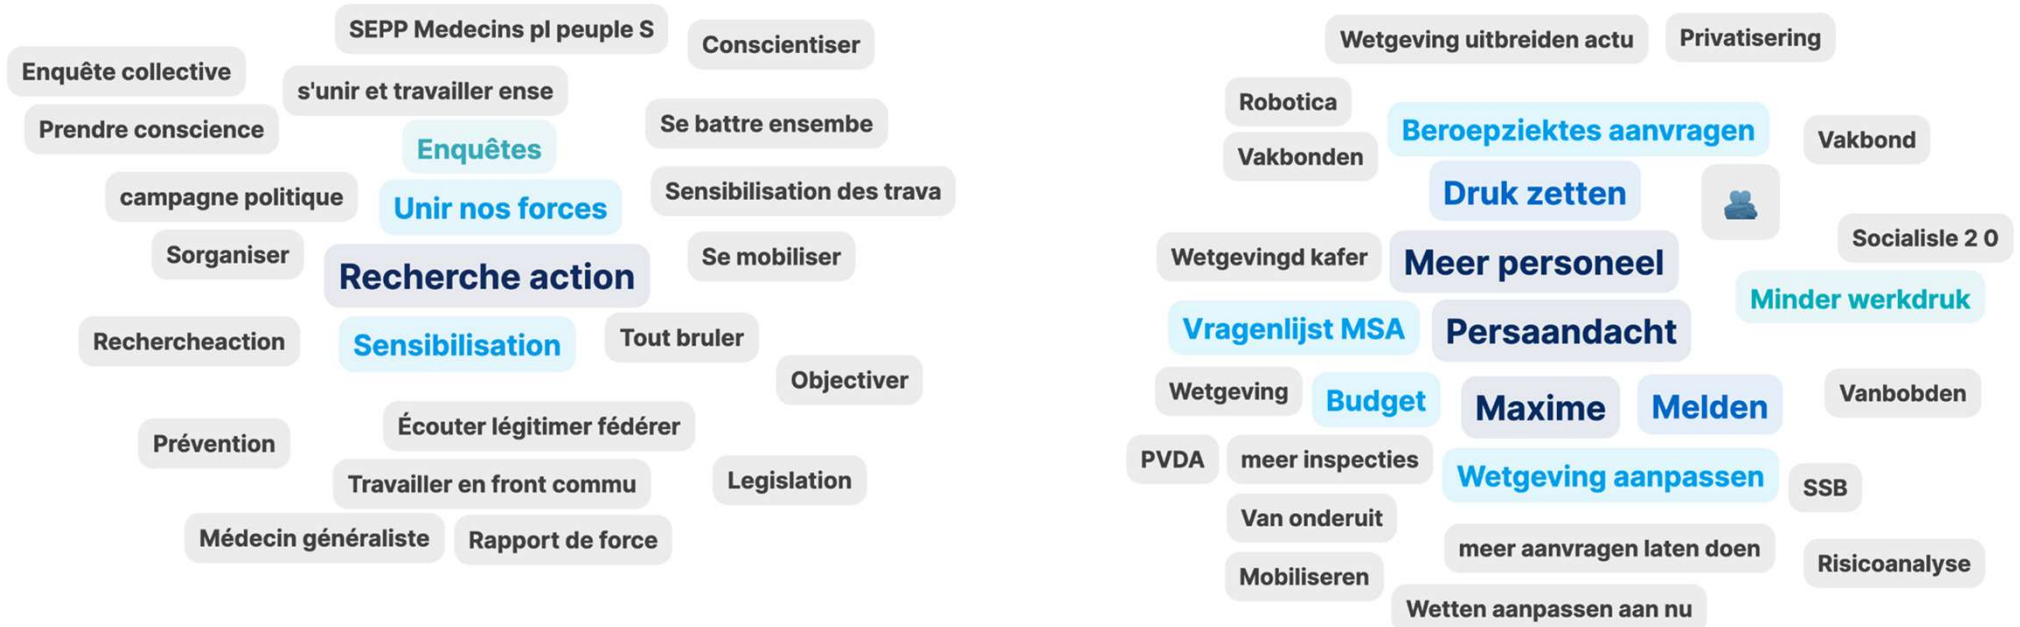 SEPP Medecins pl peuple S
Conscientiser
Enquête collective
s'unir et travailler ense
Prendre conscience
Se battre ensembe
Enquêtes
campagne politique
Unir nos forces
Sensibilisation des trava
Sorganiser
Recherche action
Se mobiliser
Rechercheaction
Sensibilisation
Tout bruler
Objectiver
Écouter légitimer fédérer
Prévention
Travailler en front commu
Legislation
Médecin généraliste
Rapport de force
Wetgeving uitbreiden actu
Privatisering
Robotica
Beroepziektes aanvragen
Vakbond
Vakbonden
Druk zetten
Socialisle 2 0
Wetgevingd kafer
Meer personeel
Minder werkdruk
Vragenlijst MSA
Persaandacht
Wetgeving
Budget
Maxime
Melden
Vanbobden
PVDA
meer inspecties
Wetgeving aanpassen
SSB
Van onderuit
meer aanvragen laten doen
Risicoanalyse
Mobiliseren
Wetten aanpassen aan nu